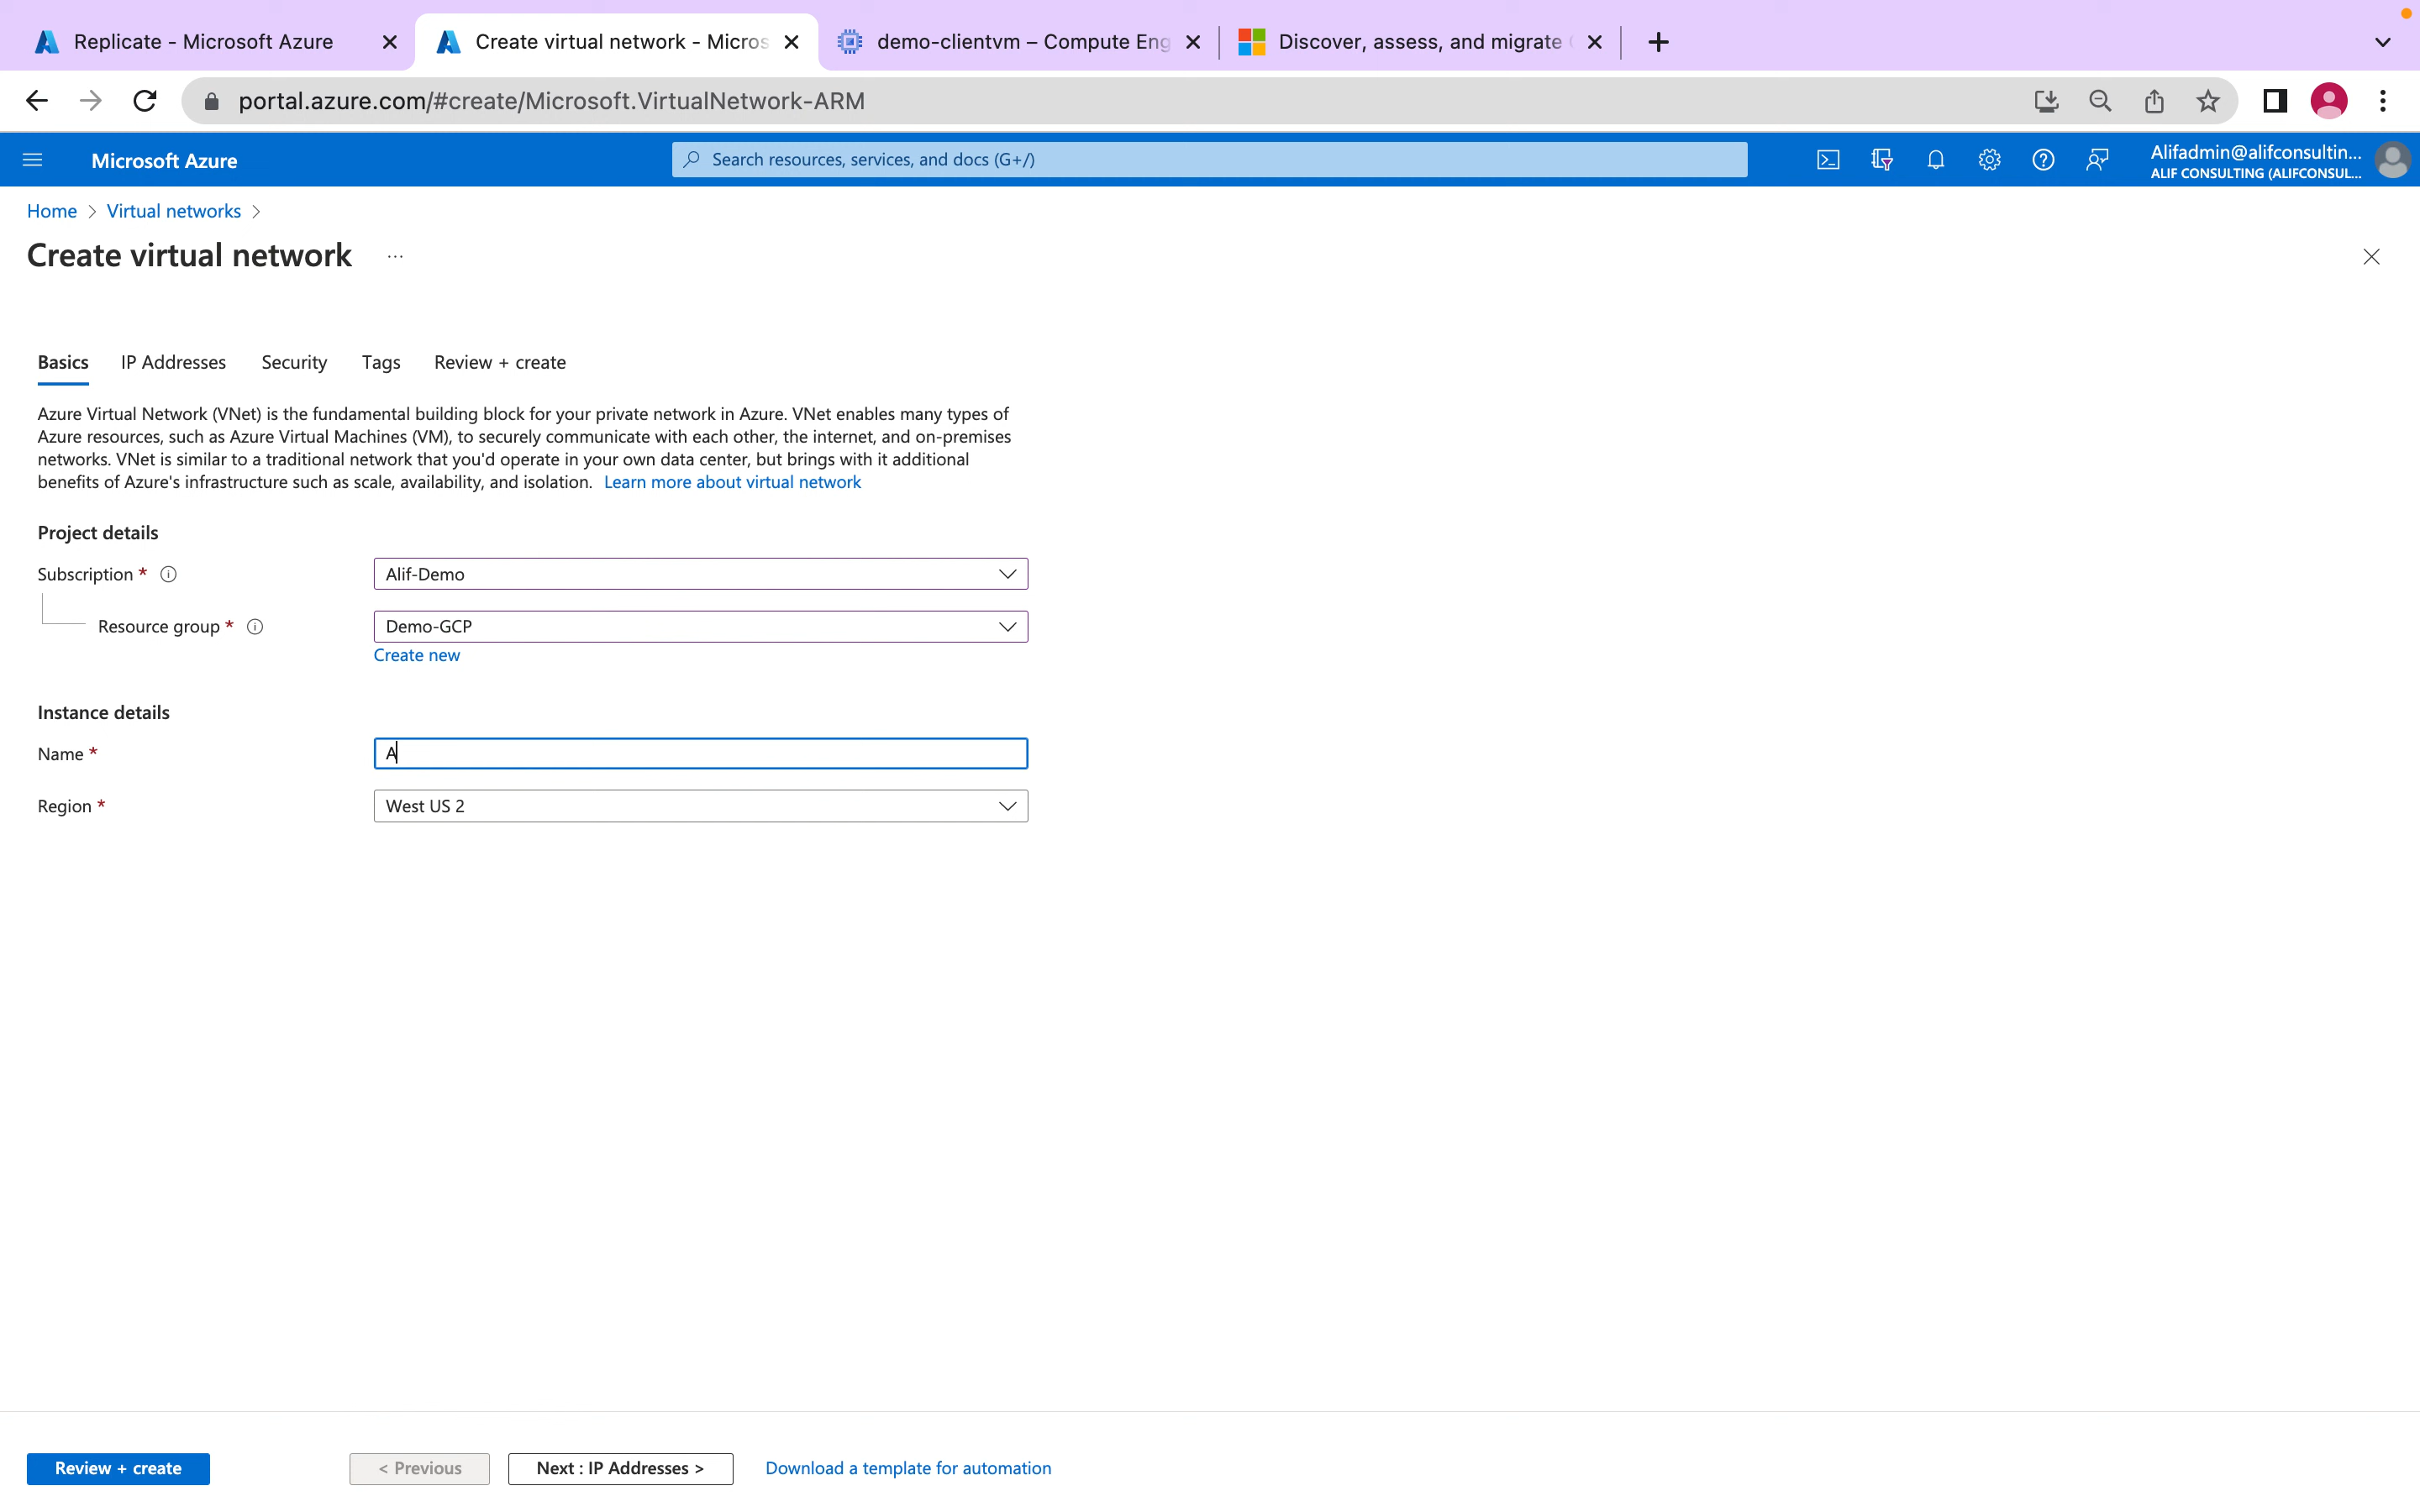 Replicate - Microsoft Azure
Create virtual network - Micros
demo-clientvm – Compute Eng
Discover, assess, and migrate
portal.azure.com/#create/Microsoft.VirtualNetwork-ARM
Microsoft Azure
Search resources, services, and docs (G+/)
Alifadmin@alifconsultin...
ALIF CONSULTING (ALIFCONSUL...
Home > Virtual networks >
Create virtual network ...
Basics IP Addresses Security Tags Review + create
Azure Virtual Network (VNet) is the fundamental building block for your private network in Azure. VNet enables many types of
Azure resources, such as Azure Virtual Machines (VM), to securely communicate with each other, the internet, and on-premises
networks. VNet is similar to a traditional network that you'd operate in your own data center, but brings with it additional
benefits of Azure's infrastructure such as scale, availability, and isolation. Learn more about virtual network
Project details
Subscription * Alif-Demo
Resource group * Demo-GCP
Create new
Instance details
Name * A
Region * West US 2
Review + create
< Previous
Next : IP Addresses >
Download a template for automation